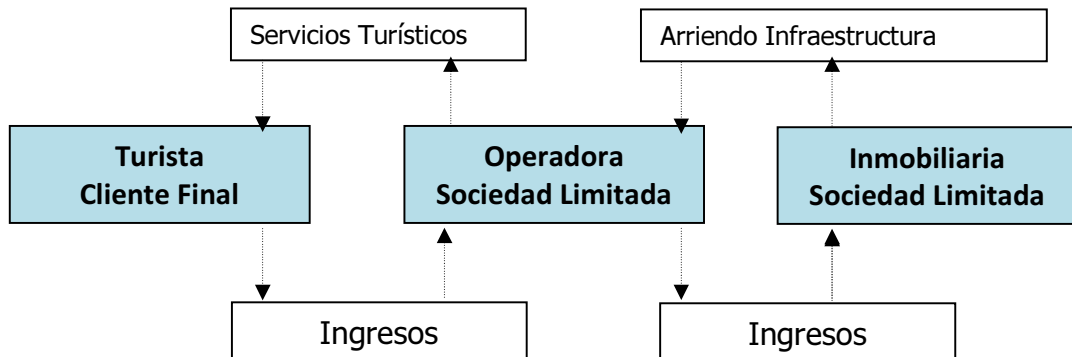 Servicios Turísticos
Arriendo Infraestructura
Turista
Cliente Final
Operadora
Sociedad Limitada
Inmobiliaria
Sociedad Limitada
Ingresos
Ingresos